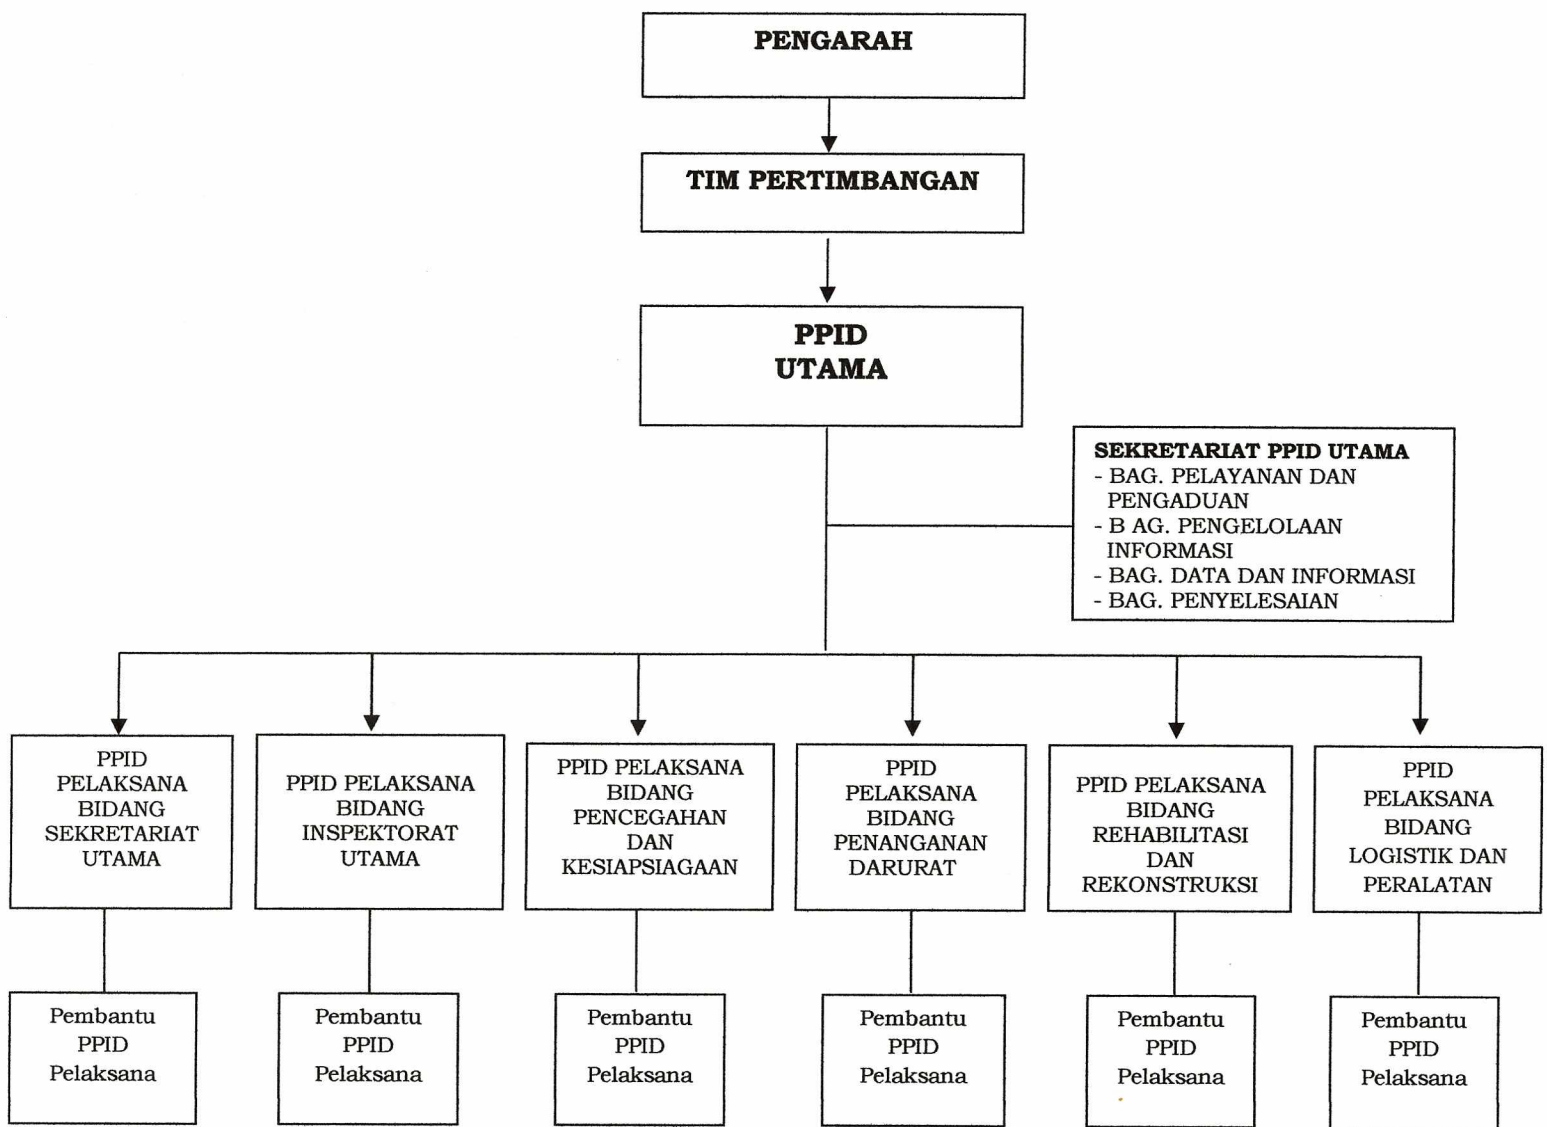 PENGARAH
TIM PERTIMBANGAN
PPID
UTAMA
SEKRETARIAT PPID UTAMA
- BAG. PELAYANAN DAN
PENGADUAN
- B AG. PENGELOLAAN
INFORMASI
- BAG. DATA DAN INFORMASI
- BAG. PENYELESAIAN
PPID
PELAKSANA
BIDANG
SEKRETARIAT
UTAMA
PPID PELAKSANA
BIDANG
INSPEKTORAT
UTAMA
PPID PELAKSANA
BIDANG
PENCEGAHAN
DAN
KESIAPSIAGAAN
PPID
PELAKSANA
BIDANG
PENANGANAN
DARURAT
PPID PELAKSANA
BIDANG
REHABILITASI
DAN
REKONSTRUKSI
PPID
PELAKSANA
BIDANG
LOGISTIK DAN
PERALATAN
Pembantu
PPID
Pelaksana
Pembantu
PPID
Pelaksana
Pembantu
PPID
Pelaksana
Pembantu
PPID
Pelaksana
Pembantu
PPID
Pelaksana
Pembantu
PPID
Pelaksana